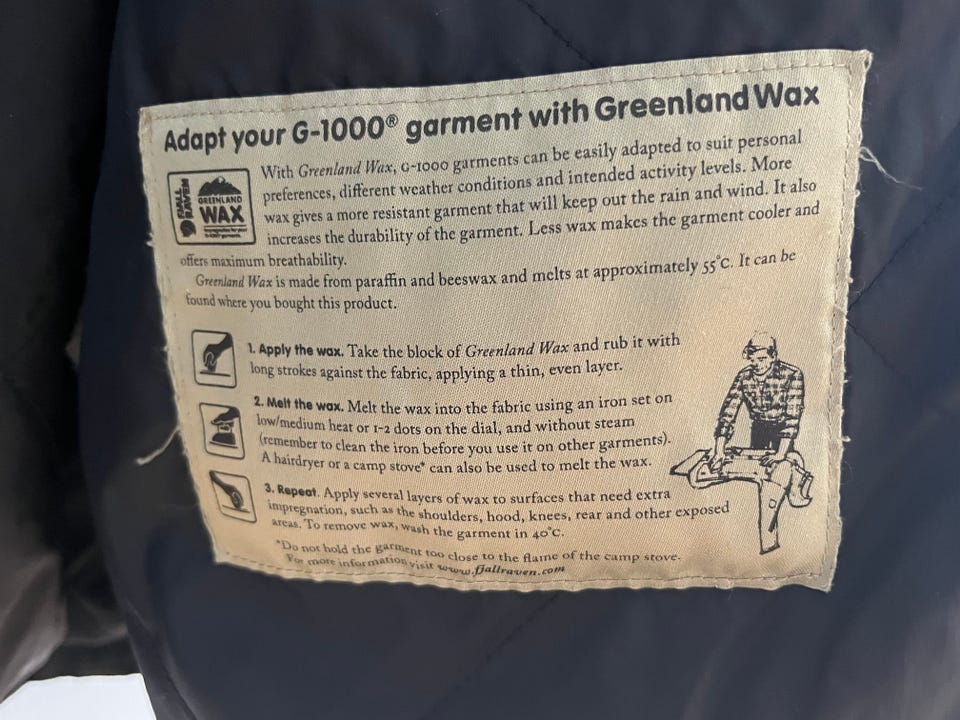 Adapt your G-1000® garment with Greenland Wax
FJÄLL
RÄVEN
GREENLAND
WAX
With Greenland Wax, G-1000 garments can be easily adapted to suit personal
preferences, different weather conditions and intended activity levels. More
wax gives a more resistant garment that will keep out the rain and wind. It also
increases the durability of the garment. Less wax makes the garment cooler and
offers maximum breathability.
Greenland Wax is made from paraffin and beeswax and melts at approximately 55°C. It can be
found where you bought this product.
1. Apply the wax. Take the block of Greenland Wax and rub it with
long strokes against the fabric, applying a thin, even layer.
2. Melt the wax. Melt the wax into the fabric using an iron set on
low/medium heat or 1-2 dots on the dial, and without steam
(remember to clean the iron before you use it on other garments).
A hairdryer or a camp stove* can also be used to melt the wax.
3. Repeat. Apply several layers of wax to surfaces that need extra
impregnation, such as the shoulders, hood, knees, rear and other exposed
areas. To remove wax, wash the garment in 40°C.
*Do not hold the garment too close to the flame of the camp stove.
For more information visit www.fjallraven.com